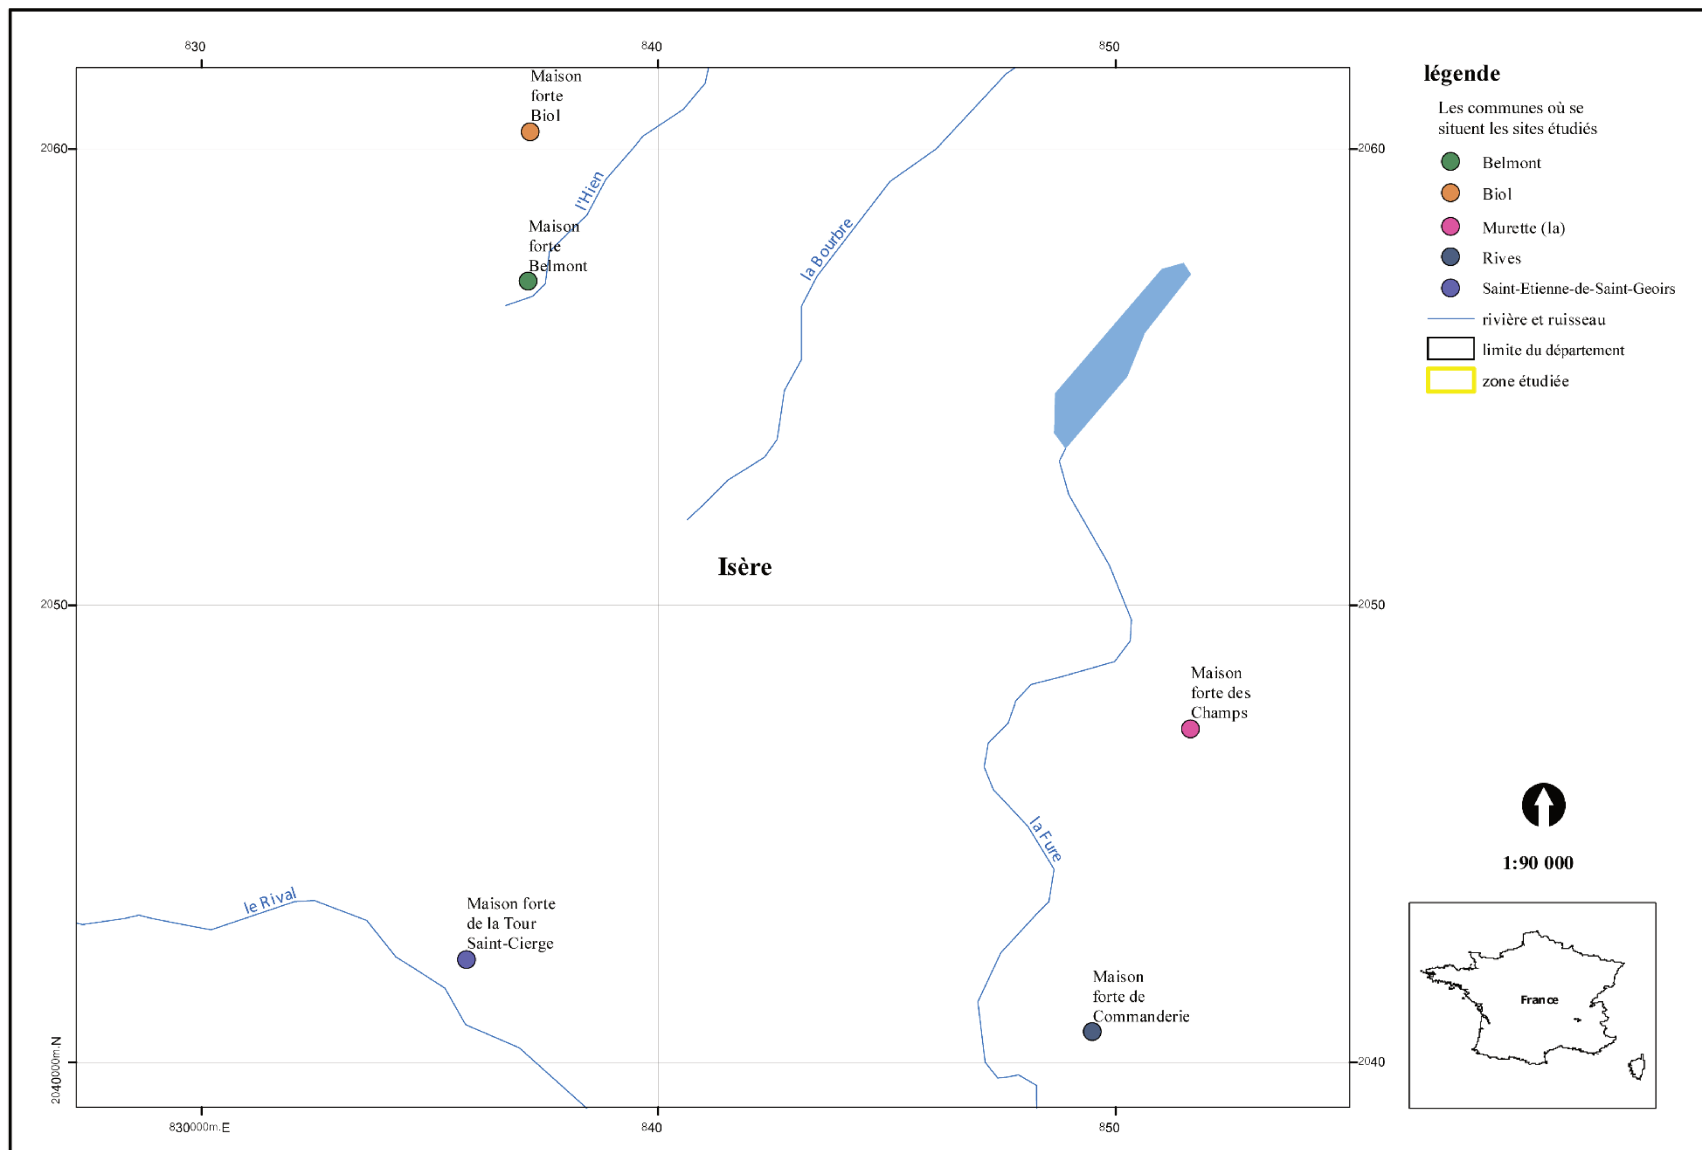 830
840
850
Maison
forte
Biol
2060
2060
l'Hien
la Bourbre
Maison
forte
Belmont
Isère
2050
2050
Maison
forte des
Champs
la Fure
le Rival
Maison forte
de la Tour
Saint-Cierge
Maison
forte de
Commanderie
2040000m.N
2040
830000m.E
840
850
légende
Les communes où se
situent les sites étudiés
Belmont
Biol
Murette (la)
Rives
Saint-Etienne-de-Saint-Geoirs
rivière et ruisseau
limite du département
zone étudiée
1:90 000
France